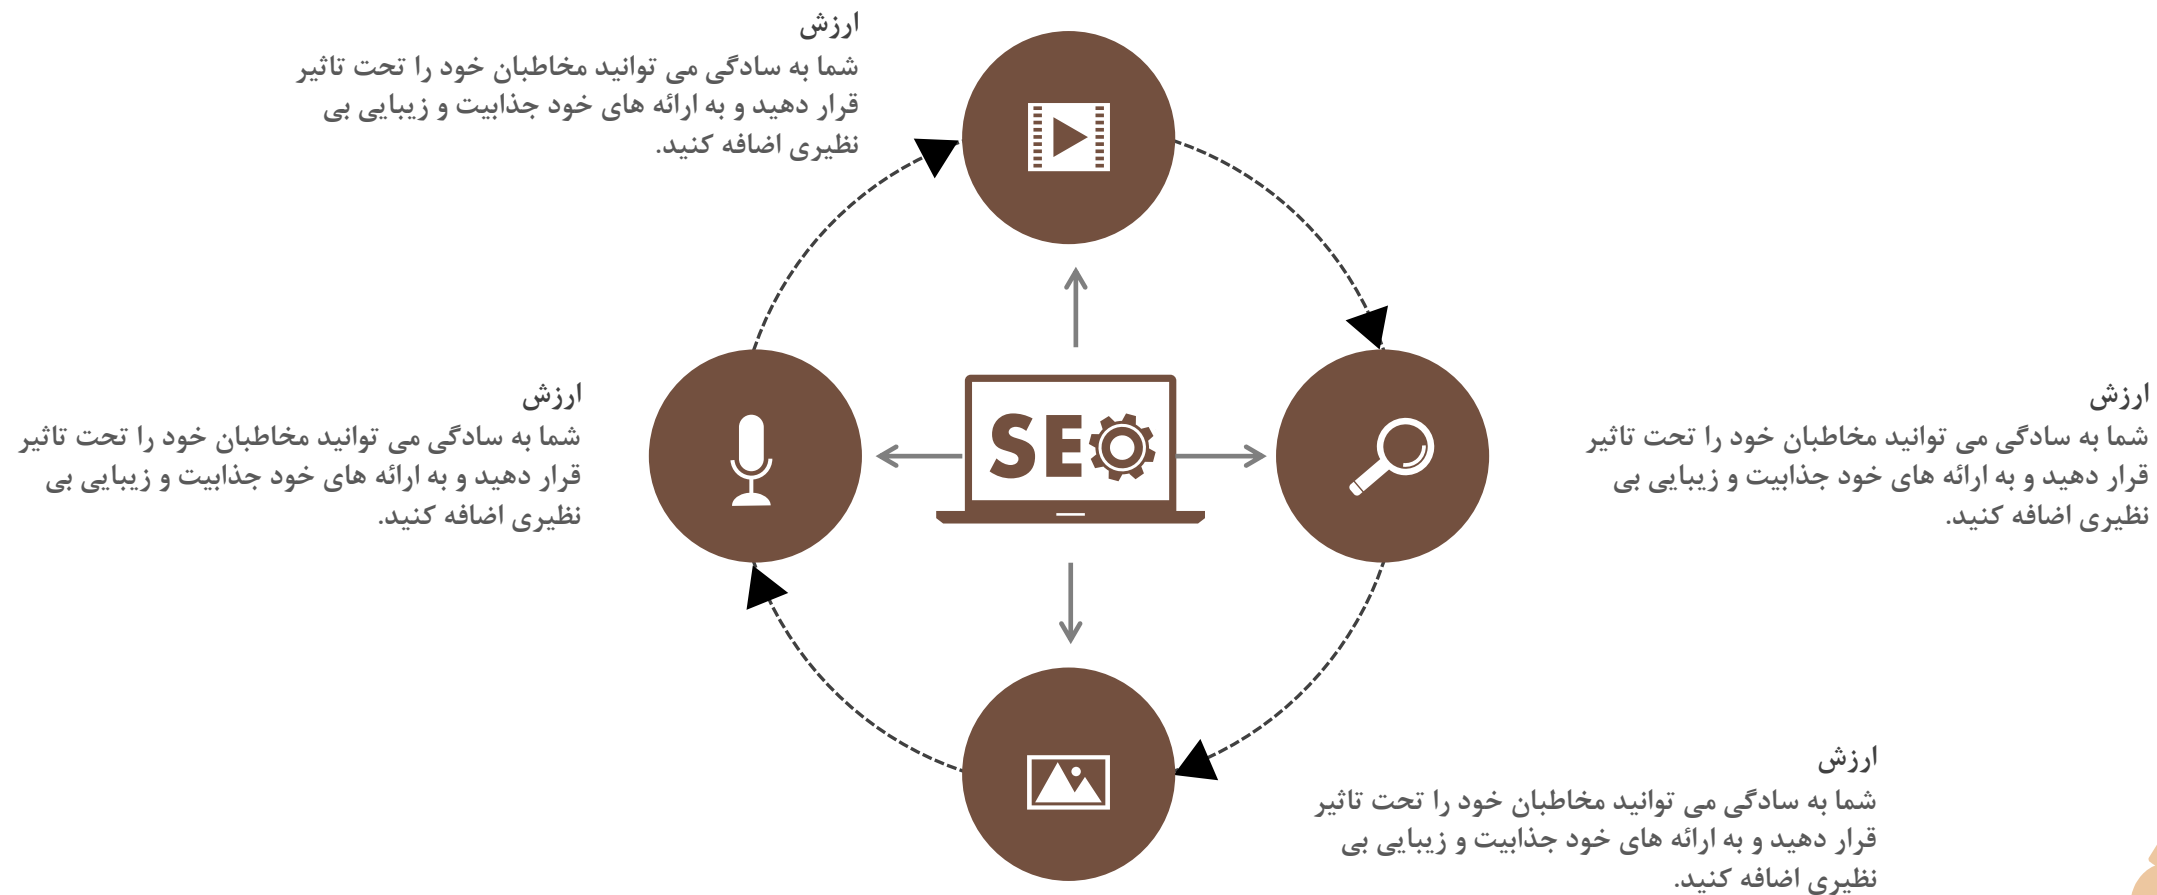 ارزش
شما به سادگی می توانید مخاطبان خود را تحت تاثیر
قرار دهید و به ارائه های خود جذابیت و زیبایی بی
نظیری اضافه کنید.
ارزش
شما به سادگی می توانید مخاطبان خود را تحت تاثیر
قرار دهید و به ارائه های خود جذابیت و زیبایی بی
نظیری اضافه کنید.
SEO
ارزش
شما به سادگی می توانید مخاطبان خود را تحت تاثیر
قرار دهید و به ارائه های خود جذابیت و زیبایی بی
نظیری اضافه کنید.
ارزش
شما به سادگی می توانید مخاطبان خود را تحت تاثیر
قرار دهید و به ارائه های خود جذابیت و زیبایی بی
نظیری اضافه کنید.